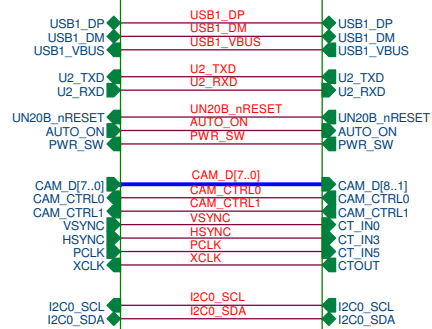 USB1_DP USB1_DP USB1_DP
USB1_DM USB1_DM USB1_DM
USB1_VBUS USB1_VBUS USB1_VBUS
U2_TXD U2_TXD U2_TXD
U2_RXD U2_RXD U2_RXD
UN20B_nRESET UN20B_nRESET UN20B_nRESET
AUTO_ON AUTO_ON AUTO_ON
PWR_SW PWR_SW PWR_SW
CAM_D[7..0] CAM_D[7..0] CAM_D[8..1]
CAM_CTRL0 CAM_CTRL0 CAM_CTRL0
CAM_CTRL1 CAM_CTRL1 CAM_CTRL1
VSYNC VSYNC CT_IN0
HSYNC HSYNC CT_IN3
PCLK PCLK CT_IN5
XCLK XCLK CTOUT
I2C0_SCL I2C0_SCL I2C0_SCL
I2C0_SDA I2C0_SDA I2C0_SDA